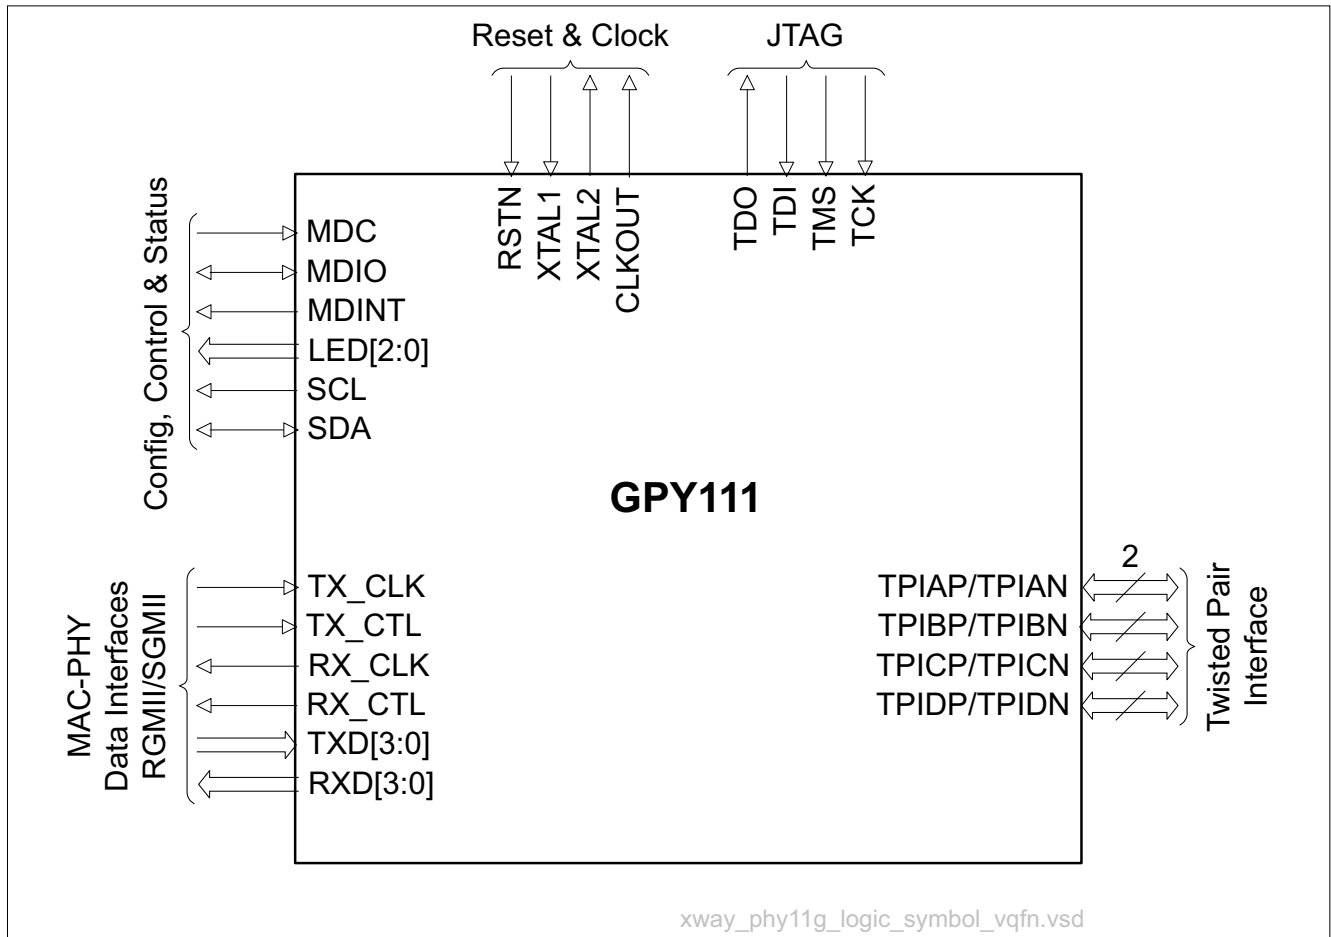 Reset & Clock
JTAG
RSTN
XTAL1
XTAL2
CLKOUT
TDO
TDI
TMS
TCK
Config, Control & Status
MDC
MDIO
MDINT
LED[2:0]
SCL
SDA
GPY111
MAC-PHY
Data Interfaces
RGMII/SGMII
TX_CLK
TX_CTL
RX_CLK
RX_CTL
TXD[3:0]
RXD[3:0]
TPIAP/TPIAN
TPIBP/TPIBN
TPICP/TPICN
TPIDP/TPIDN
2
Twisted Pair
Interface
xway_phy11g_logic_symbol_vqfn.vsd